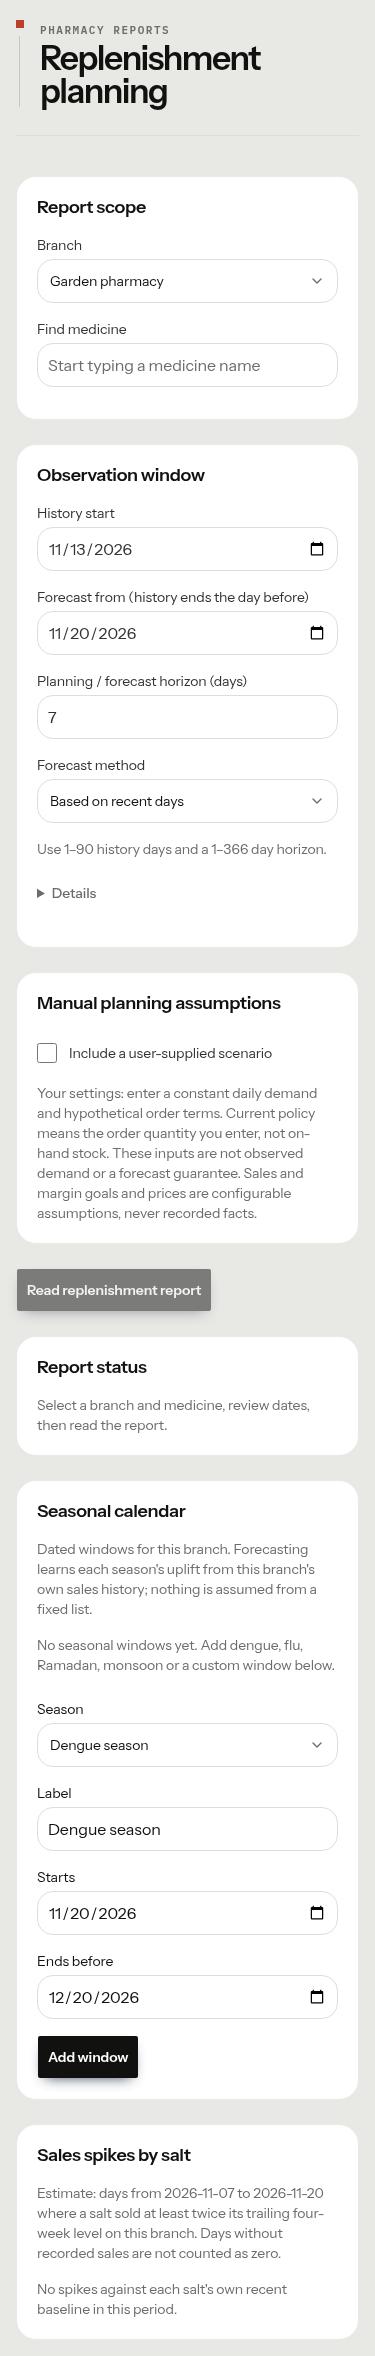 PHARMACY REPORTS
Replenishment
planning
Report scope
Branch
Garden pharmacy
Find medicine
Start typing a medicine name
Observation window
History start
11/13/2026
Forecast from (history ends the day before)
11/20/2026
Planning / forecast horizon (days)
7
Forecast method
Based on recent days
Use 1–90 history days and a 1–366 day horizon.
Details
Manual planning assumptions
Include a user-supplied scenario
Your settings: enter a constant daily demand
and hypothetical order terms. Current policy
means the order quantity you enter, not on-
hand stock. These inputs are not observed
demand or a forecast guarantee. Sales and
margin goals and prices are configurable
assumptions, never recorded facts.
Read replenishment report
Report status
Select a branch and medicine, review dates,
then read the report.
Seasonal calendar
Dated windows for this branch. Forecasting
learns each season's uplift from this branch's
own sales history; nothing is assumed from a
fixed list.
No seasonal windows yet. Add dengue, flu,
Ramadan, monsoon or a custom window below.
Season
Dengue season
Label
Dengue season
Starts
11/20/2026
Ends before
12/20/2026
Add window
Sales spikes by salt
Estimate: days from 2026-11-07 to 2026-11-20
where a salt sold at least twice its trailing four-
week level on this branch. Days without
recorded sales are not counted as zero.
No spikes against each salt's own recent
baseline in this period.